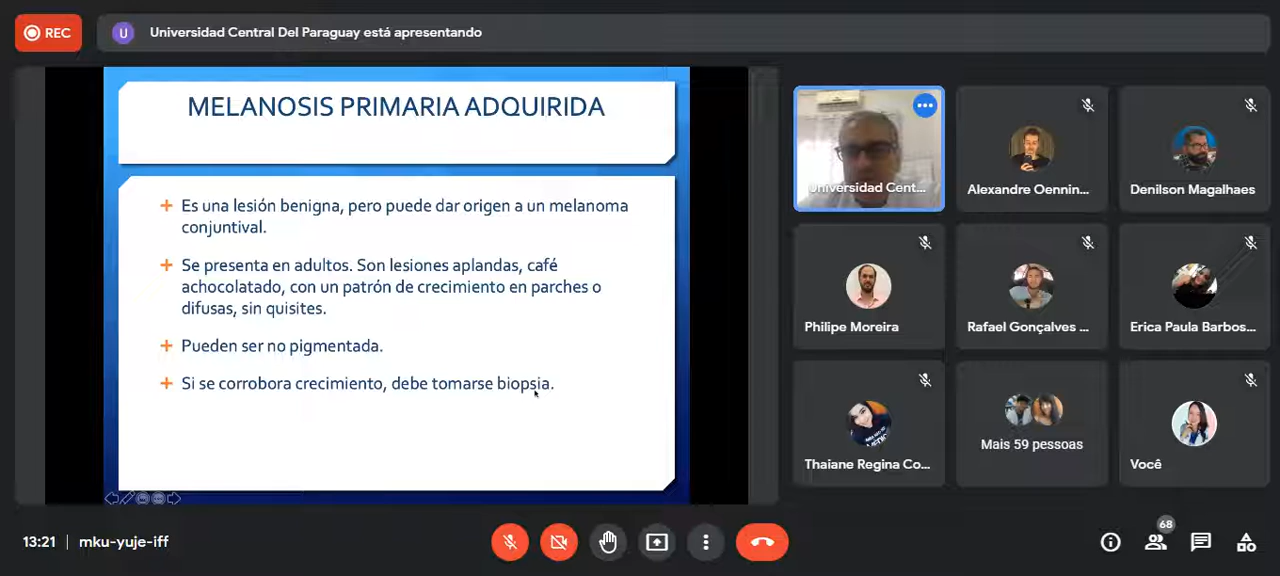 REC
U
Universidad Central Del Paraguay está apresentando
MELANOSIS PRIMARIA ADQUIRIDA
Es una lesión benigna, pero puede dar origen a un melanoma
conjuntival.
Se presenta en adultos. Son lesiones aplandas, café
achocolatado, con un patrón de crecimiento en parches o
difusas, sin quisites.
Pueden ser no pigmentada.
Si se corrobora crecimiento, debe tomarse biopsia.
Universidad Cent...
Alexandre Oennin...
Denilson Magalhaes
Philipe Moreira
Rafael Gonçalves ...
Erica Paula Barbos...
Thaiane Regina Co...
Mais 59 pessoas
Você
13:21 | mku-yuje-iff
68